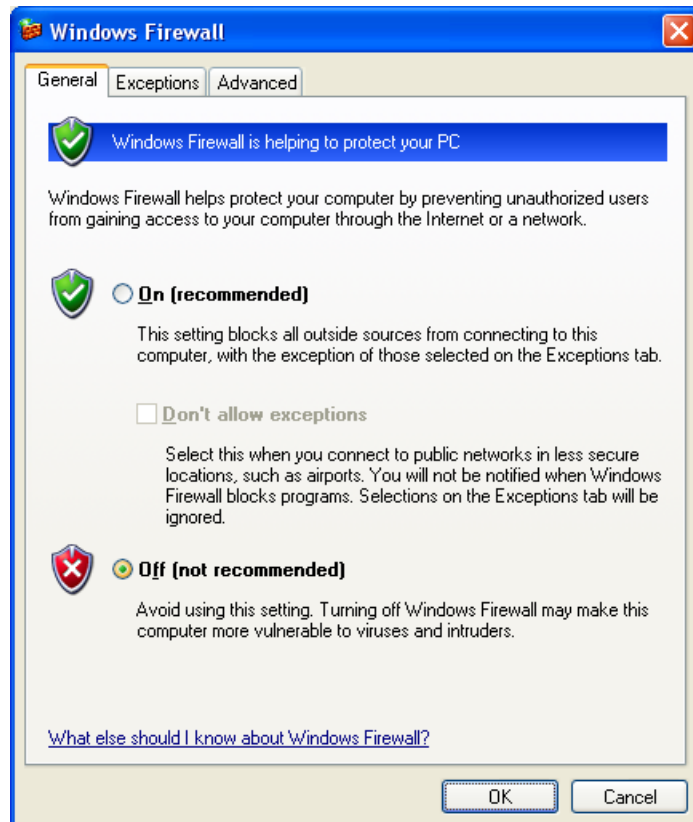 Windows Firewall
General
Exceptions
Advanced
Windows Firewall is helping to protect your PC
Windows Firewall helps protect your computer by preventing unauthorized users
from gaining access to your computer through the Internet or a network.
On (recommended)
This setting blocks all outside sources from connecting to this
computer, with the exception of those selected on the Exceptions tab.
Don't allow exceptions
Select this when you connect to public networks in less secure
locations, such as airports. You will not be notified when Windows
Firewall blocks programs. Selections on the Exceptions tab will be
ignored.
Off (not recommended)
Avoid using this setting. Turning off Windows Firewall may make this
computer more vulnerable to viruses and intruders.
What else should I know about Windows Firewall?
OK
Cancel